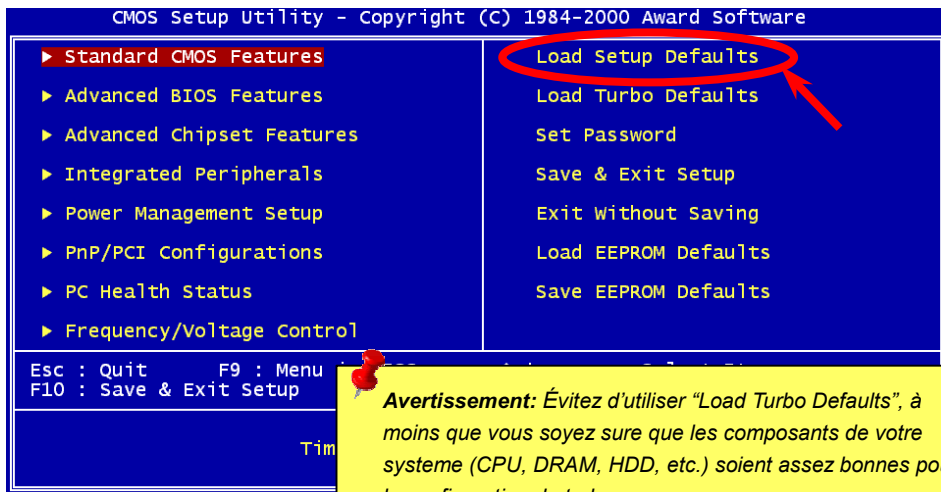 CMOS Setup Utility - Copyright (C) 1984-2000 Award Software
▶ Standard CMOS Features
▶ Advanced BIOS Features
▶ Advanced Chipset Features
▶ Integrated Peripherals
▶ Power Management Setup
▶ PnP/PCI Configurations
▶ PC Health Status
▶ Frequency/Voltage Control
Load Setup Defaults
Load Turbo Defaults
Set Password
Save & Exit Setup
Exit Without Saving
Load EEPROM Defaults
Save EEPROM Defaults
Esc : Quit F9 : Menu
F10 : Save & Exit Setup
Tim
Avertissement: Évitez d’utiliser “Load Turbo Defaults”, à
moins que vous soyez sure que les composants de votre
systeme (CPU, DRAM, HDD, etc.) soient assez bonnes pou